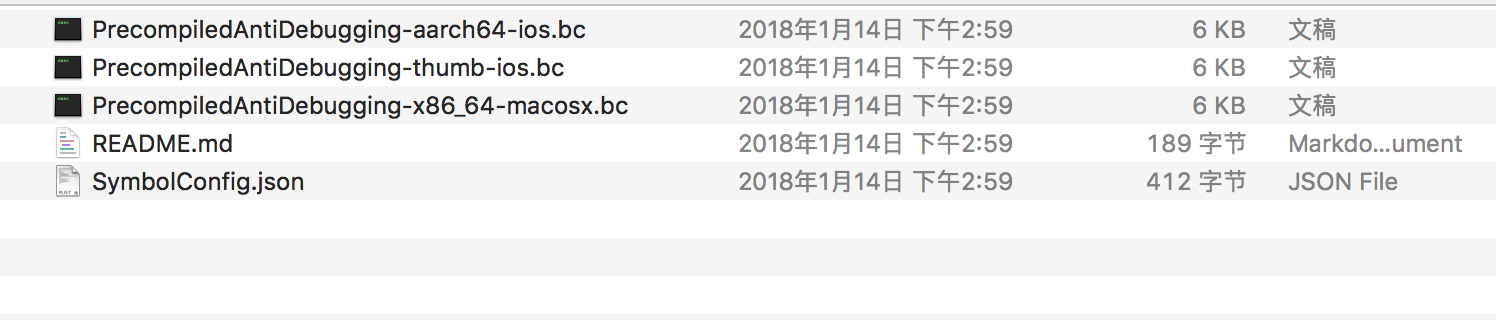 PrecompiledAntiDebugging-aarch64-ios.bc 2018年1月14日 下午2:59 6 KB 文稿
PrecompiledAntiDebugging-thumb-ios.bc 2018年1月14日 下午2:59 6 KB 文稿
PrecompiledAntiDebugging-x86_64-macosx.bc 2018年1月14日 下午2:59 6 KB 文稿
README.md 2018年1月14日 下午2:59 189 字节 Markdo...ument
SymbolConfig.json 2018年1月14日 下午2:59 412 字节 JSON File